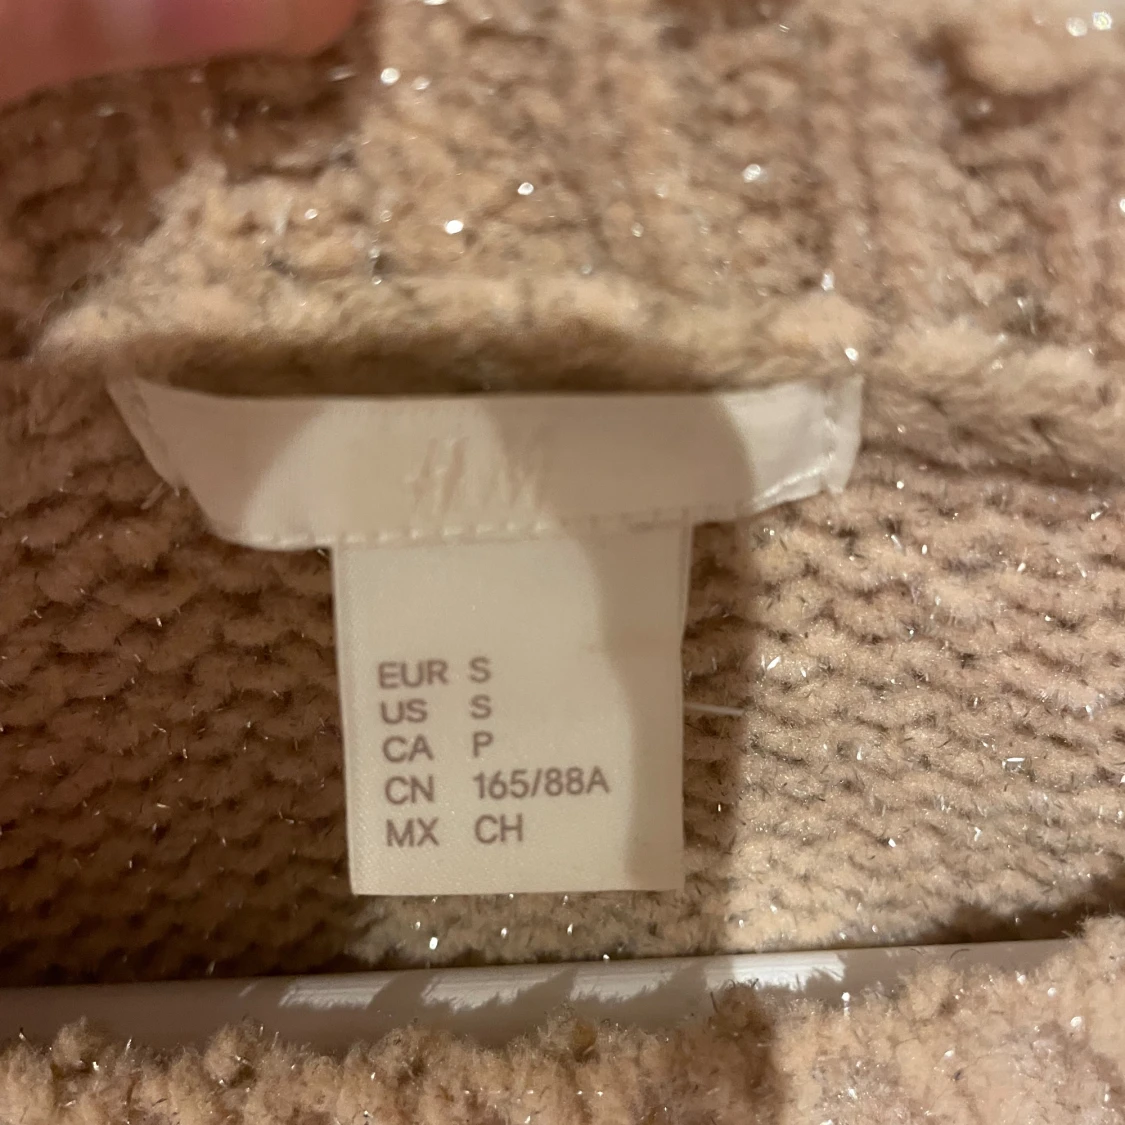 H&M
EUR S
US S
CA P
CN 165/88A
MX CH